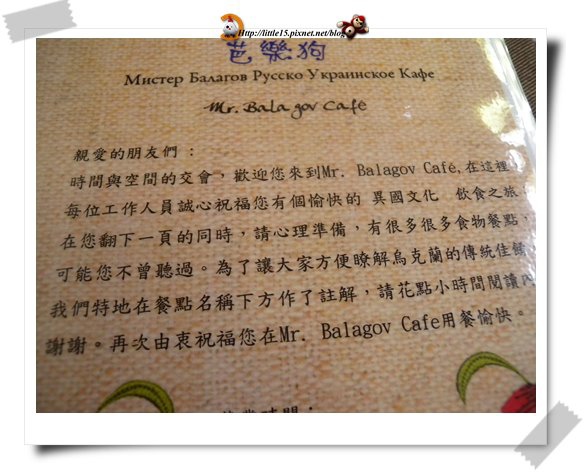 Http://little15.pixnet.net/blog
芭樂狗
Мистер Балагов Русско Украинское Кафе
Mr. Balagov Café
親愛的朋友們：
時間與空間的交會，歡迎您來到Mr. Balagov Café,在這裡
每位工作人員誠心祝福您有個愉快的 異國文化 飲食之旅
在您翻下一頁的同時，請心理準備，有很多很多食物餐點，
可能您不曾聽過。為了讓大家方便瞭解烏克蘭的傳統佳餚
我們特地在餐點名稱下方作了註解，請花點小時間閱讀
謝謝。再次由衷祝福您在Mr. Balagov Cafe用餐愉快。